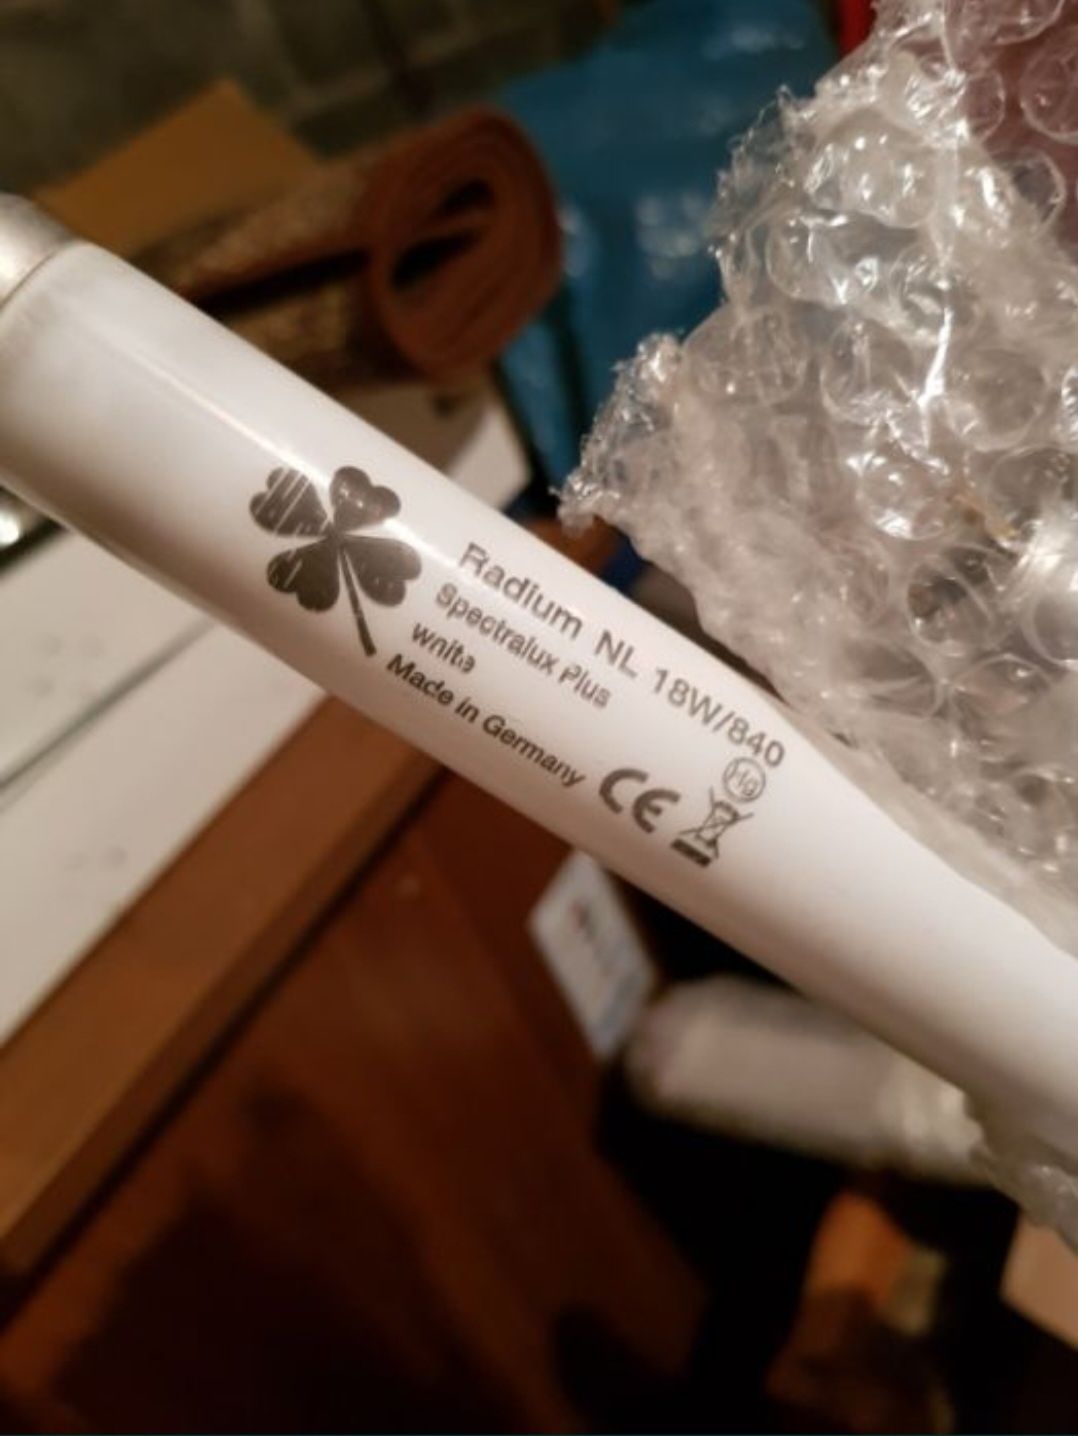 Radium NL 18W/840
Spectralux Plus
white
Made in Germany CE
Hg